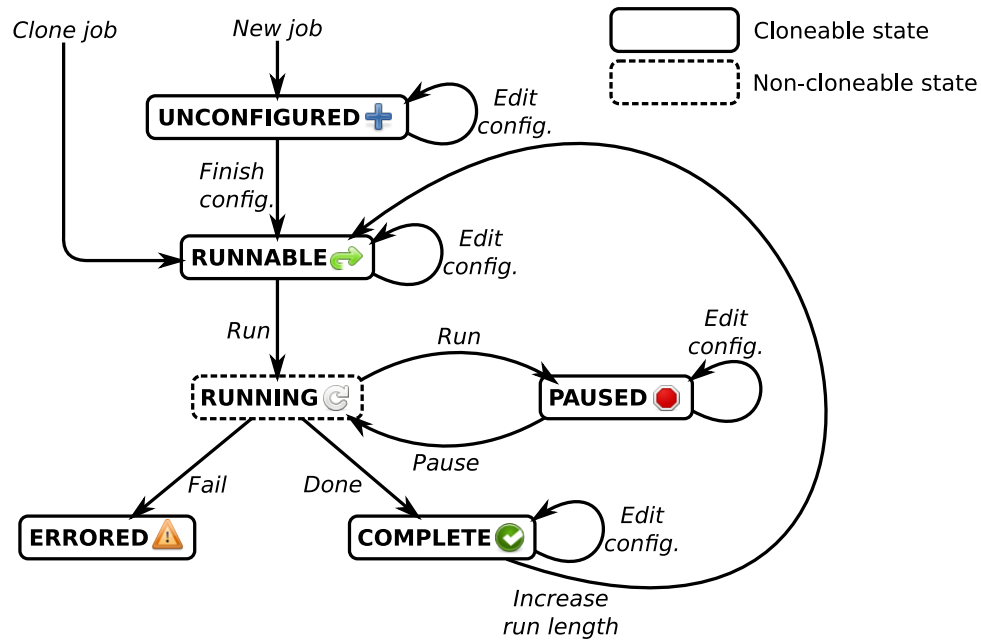 Clone job
New job
Cloneable state
Non-cloneable state
UNCONFIGURED
Edit
config.
Finish
config.
RUNNABLE
Edit
config.
Run
Run
Edit
config.
RUNNING
PAUSED
Pause
Fail
Done
ERRORED
COMPLETE
Edit
config.
Increase
run length